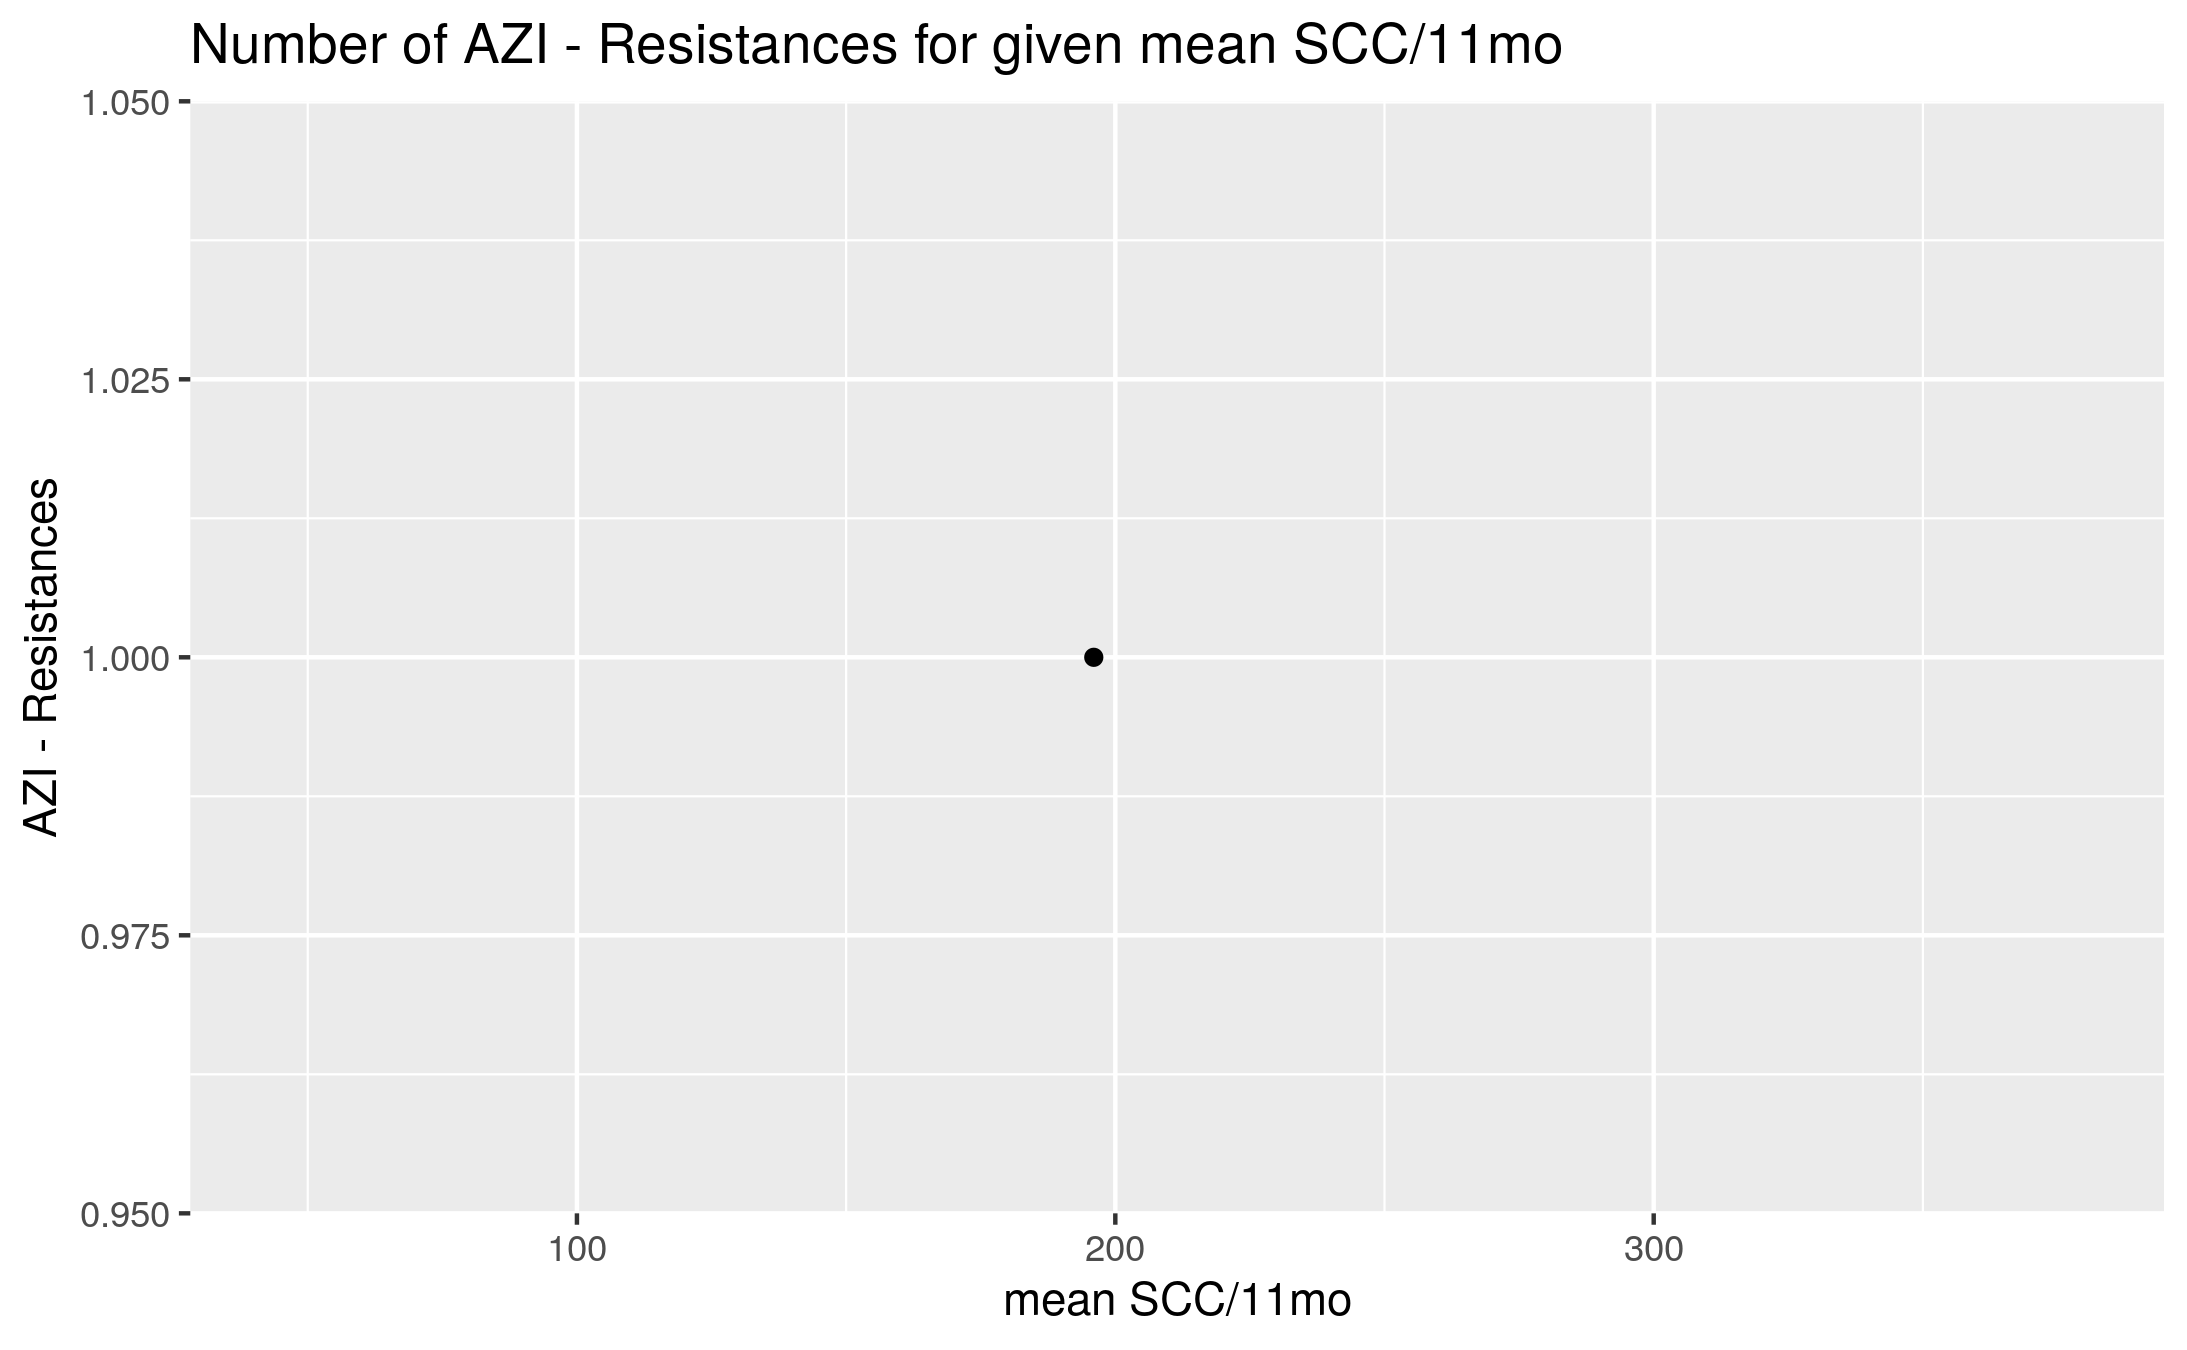 Number of AZI - Resistances for given mean SCC/11mo
1.050
1.025
1.000
0.975
0.950
AZI - Resistances
100 200 300
mean SCC/11mo